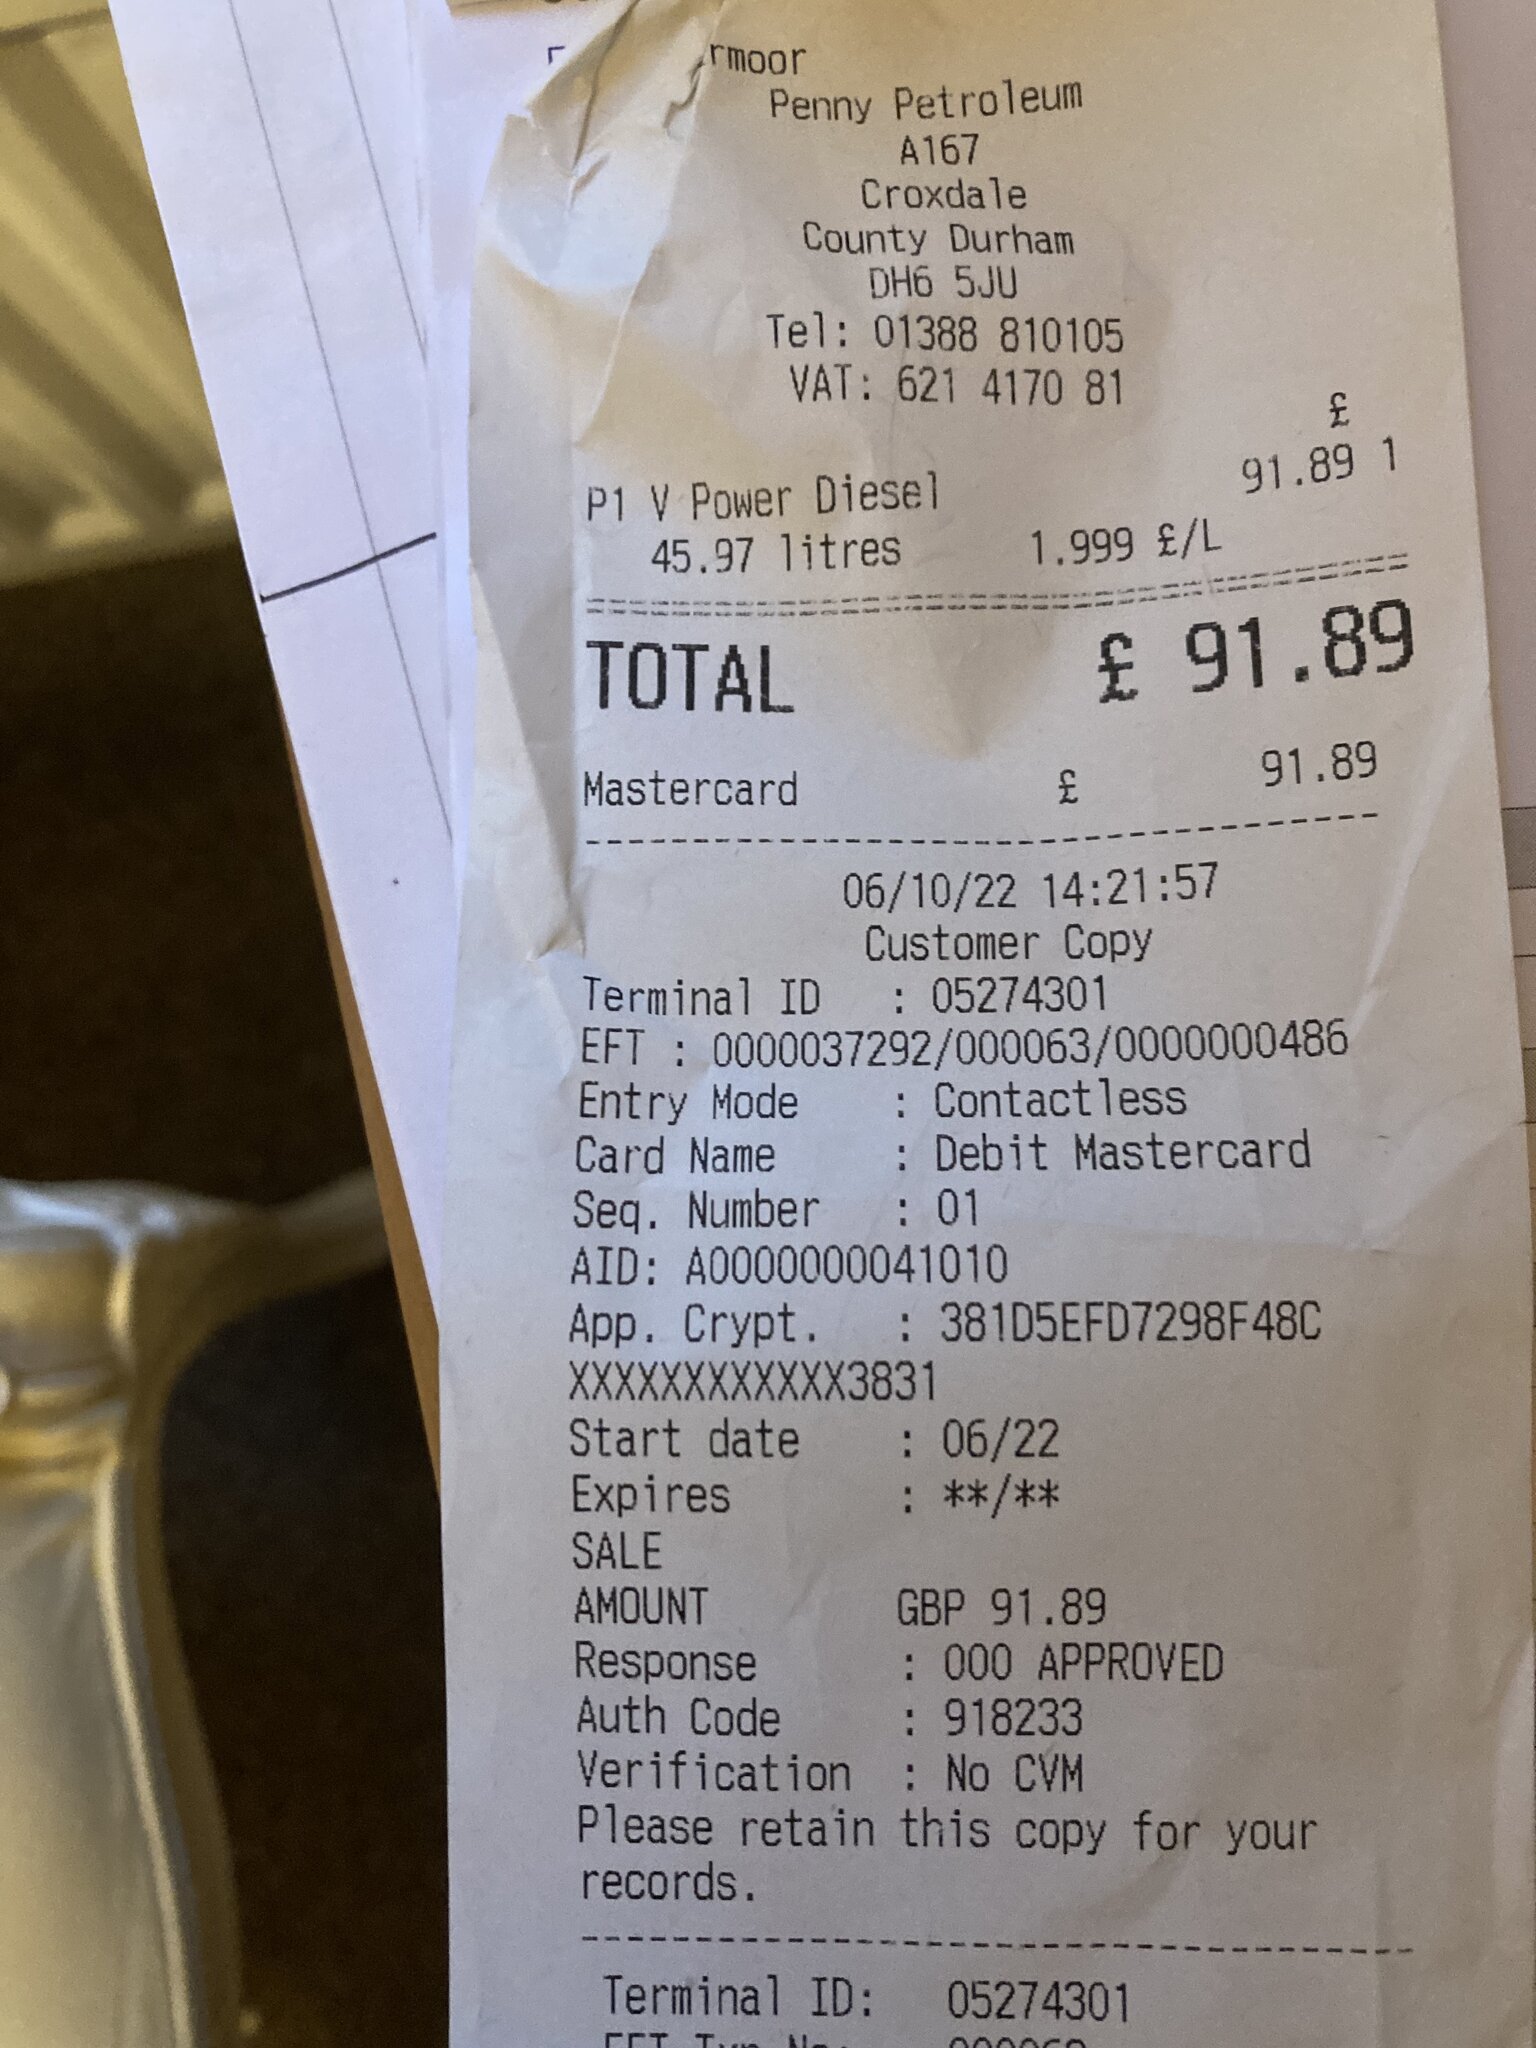 Penny Petroleum
A167
Croxdale
County Durham
DH6 5JU
Tel: 01388 810105
VAT: 621 4170 81
£
P1 V Power Diesel 91.89 1
45.97 litres 1.999 £/L
TOTAL £ 91.89
Mastercard £ 91.89
06/10/22 14:21:57
Customer Copy
Terminal ID : 05274301
EFT : 0000037292/000063/0000000486
Entry Mode : Contactless
Card Name : Debit Mastercard
Seq. Number : 01
AID: A0000000041010
App. Crypt. : 381D5EFD7298F48C
XXXXXXXXXXXX3831
Start date : 06/22
Expires : **/**
SALE
AMOUNT GBP 91.89
Response : 000 APPROVED
Auth Code : 918233
Verification : No CVM
Please retain this copy for your
records.
Terminal ID: 05274301